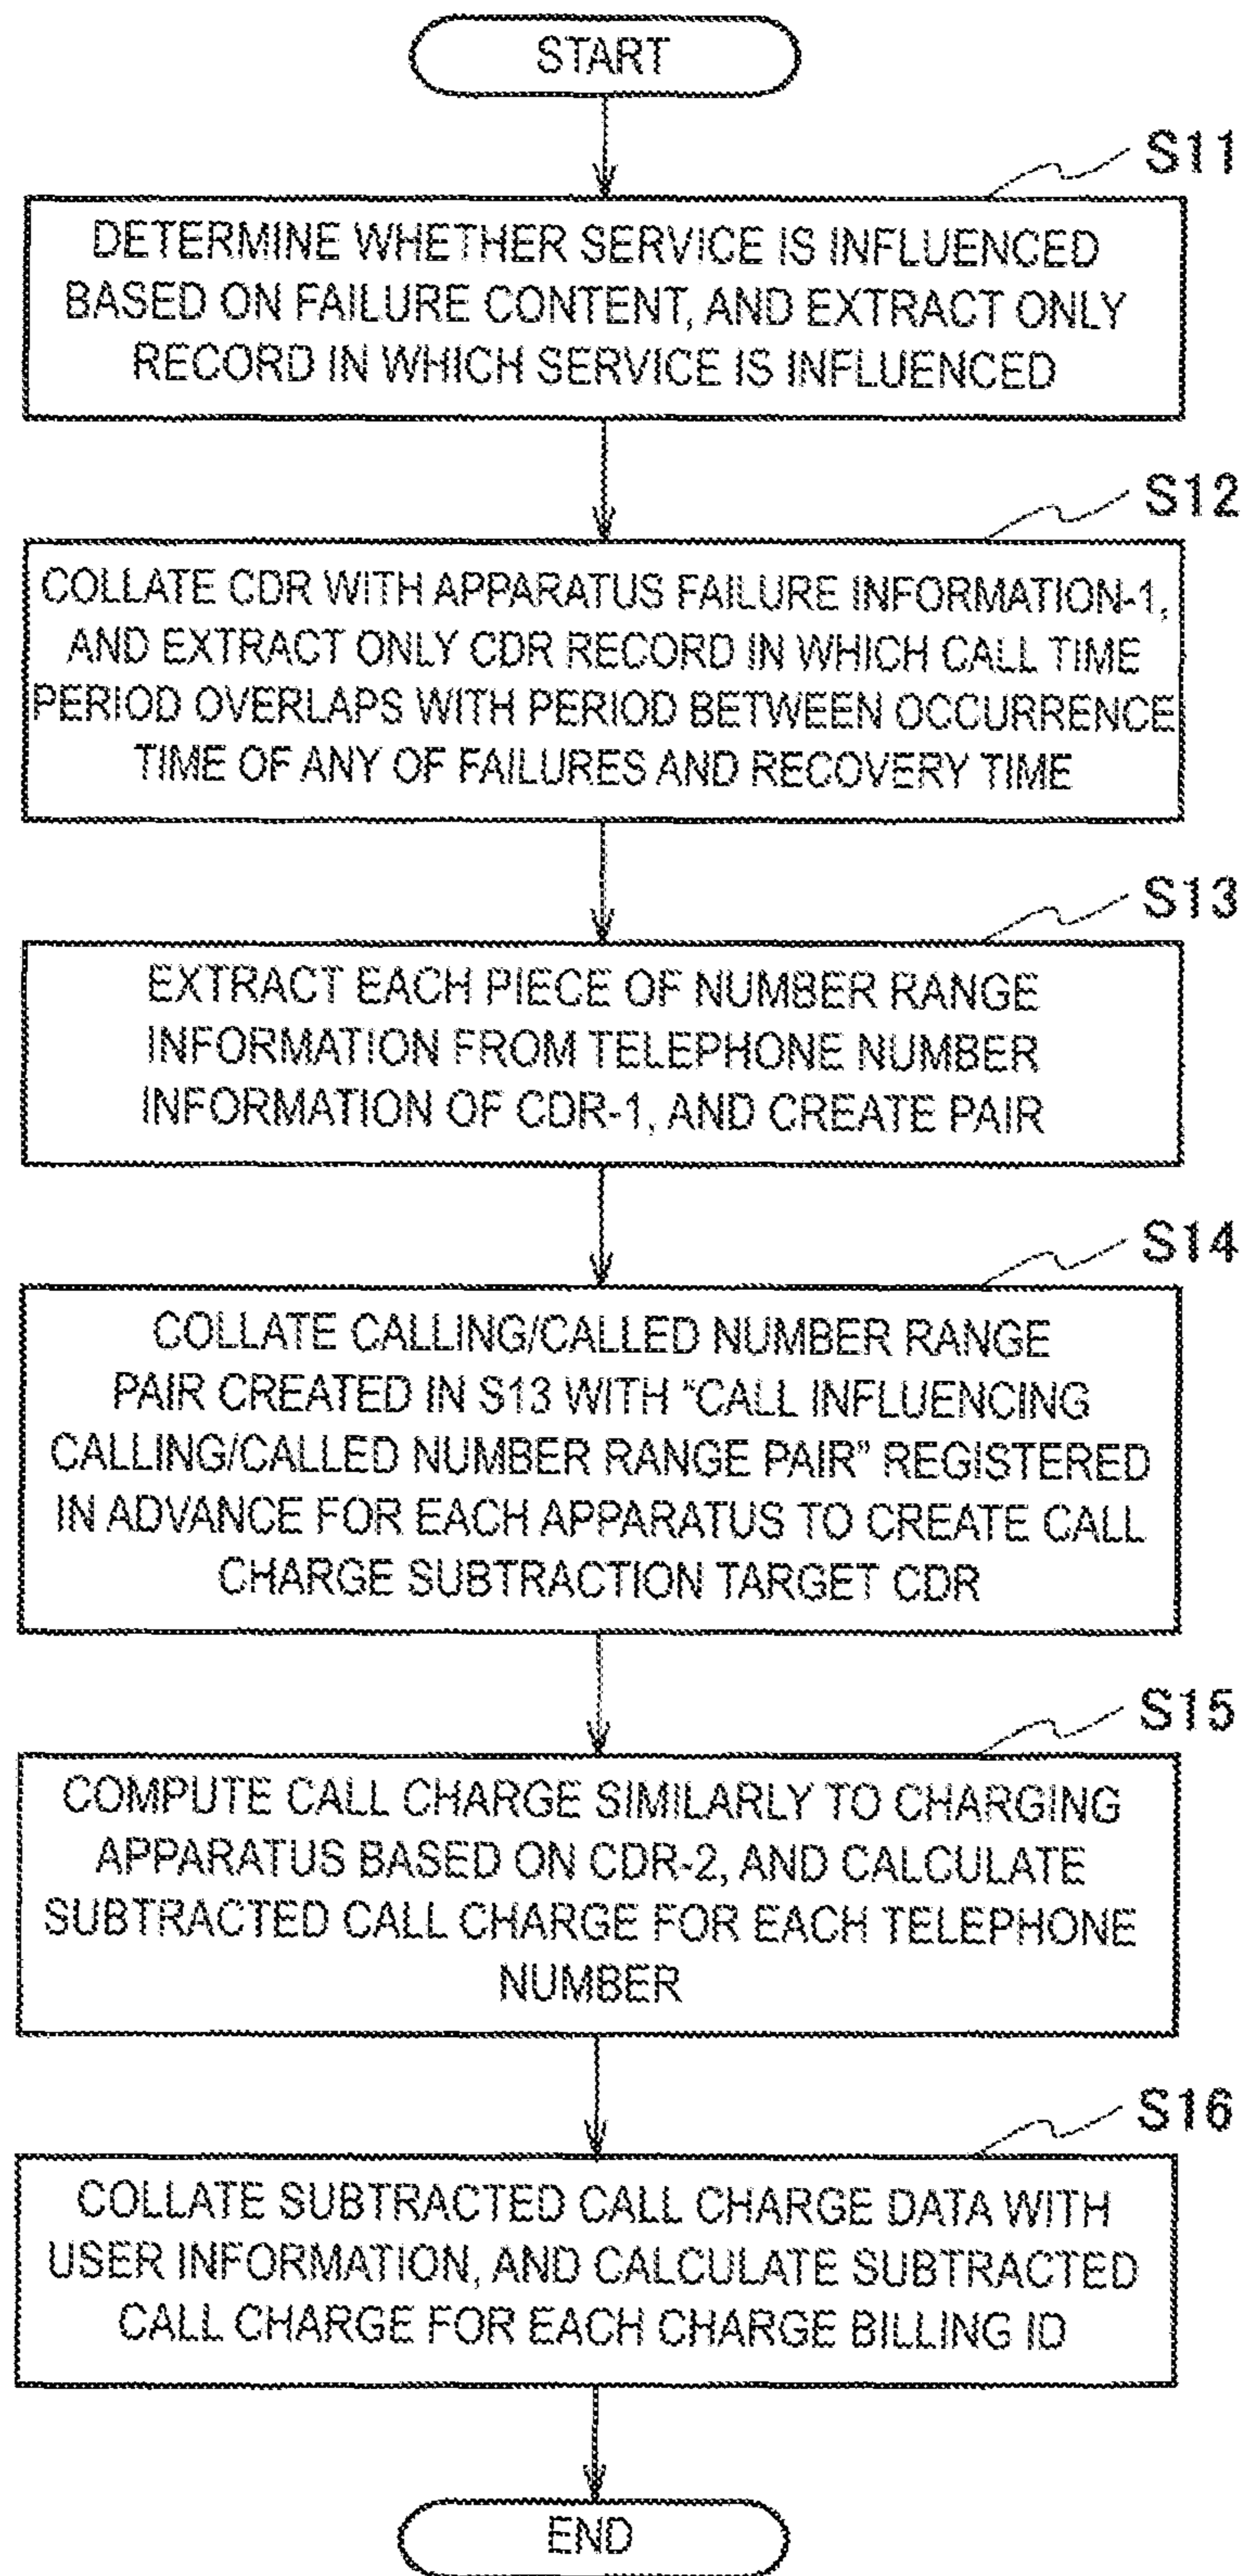 START
S11
DETERMINE WHETHER SERVICE IS INFLUENCED
BASED ON FAILURE CONTENT, AND EXTRACT ONLY
RECORD IN WHICH SERVICE IS INFLUENCED
S12
COLLATE CDR WITH APPARATUS FAILURE INFORMATION-1,
AND EXTRACT ONLY CDR RECORD IN WHICH CALL TIME
PERIOD OVERLAPS WITH PERIOD BETWEEN OCCURRENCE
TIME OF ANY OF FAILURES AND RECOVERY TIME
S13
EXTRACT EACH PIECE OF NUMBER RANGE
INFORMATION FROM TELEPHONE NUMBER
INFORMATION OF CDR-1, AND CREATE PAIR
S14
COLLATE CALLING/CALLED NUMBER RANGE
PAIR CREATED IN S13 WITH "CALL INFLUENCING
CALLING/CALLED NUMBER RANGE PAIR" REGISTERED
IN ADVANCE FOR EACH APPARATUS TO CREATE CALL
CHARGE SUBTRACTION TARGET CDR
S15
COMPUTE CALL CHARGE SIMILARLY TO CHARGING
APPARATUS BASED ON CDR-2, AND CALCULATE
SUBTRACTED CALL CHARGE FOR EACH TELEPHONE
NUMBER
S16
COLLATE SUBTRACTED CALL CHARGE DATA WITH
USER INFORMATION, AND CALCULATE SUBTRACTED
CALL CHARGE FOR EACH CHARGE BILLING ID
END